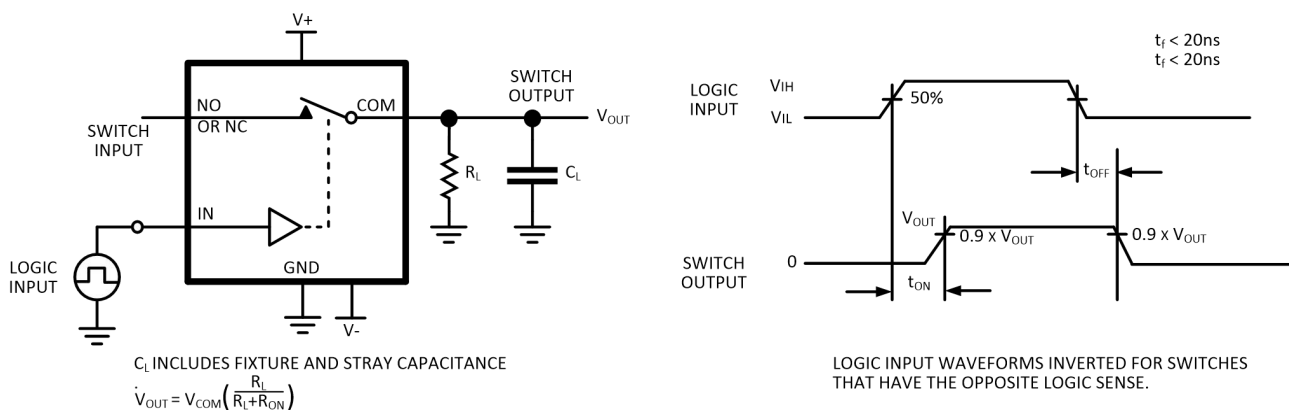 V+
SWITCH
OUTPUT
NO
OR NC
COM
VOUT
SWITCH
INPUT
RL
CL
IN
LOGIC
INPUT
GND
V-
CL INCLUDES FIXTURE AND STRAY CAPACITANCE
VOUT = VCOM(RL/RL+RON)
tf < 20ns
tf < 20ns
LOGIC
INPUT
VIH
VIL
50%
tOFF
VOUT
0.9 x VOUT
0.9 x VOUT
SWITCH
OUTPUT
0
tON
LOGIC INPUT WAVEFORMS INVERTED FOR SWITCHES
THAT HAVE THE OPPOSITE LOGIC SENSE.